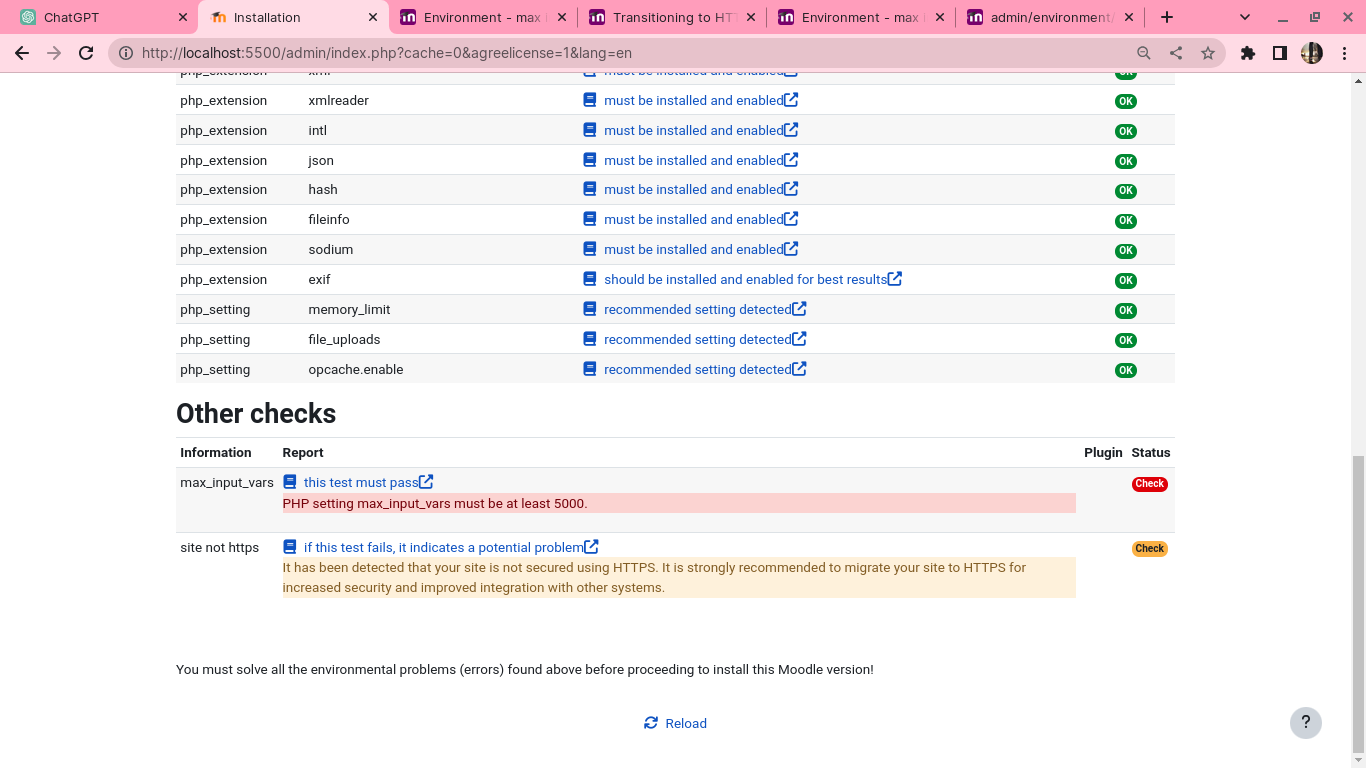 ChatGPT
Installation
Environment - max i
Transitioning to HTT
Environment - max i
admin/environment/
http://localhost:5500/admin/index.php?cache=0&agreelicense=1&lang=en
php_extension xml must be installed and enabled OK
php_extension xmlreader must be installed and enabled OK
php_extension intl must be installed and enabled OK
php_extension json must be installed and enabled OK
php_extension hash must be installed and enabled OK
php_extension fileinfo must be installed and enabled OK
php_extension sodium must be installed and enabled OK
php_extension exif should be installed and enabled for best results OK
php_setting memory_limit recommended setting detected OK
php_setting file_uploads recommended setting detected OK
php_setting opcache.enable recommended setting detected OK
Other checks
Information Report Plugin Status
max_input_vars this test must pass Check
PHP setting max_input_vars must be at least 5000.
site not https if this test fails, it indicates a potential problem Check
It has been detected that your site is not secured using HTTPS. It is strongly recommended to migrate your site to HTTPS for
increased security and improved integration with other systems.
You must solve all the environmental problems (errors) found above before proceeding to install this Moodle version!
Reload
?